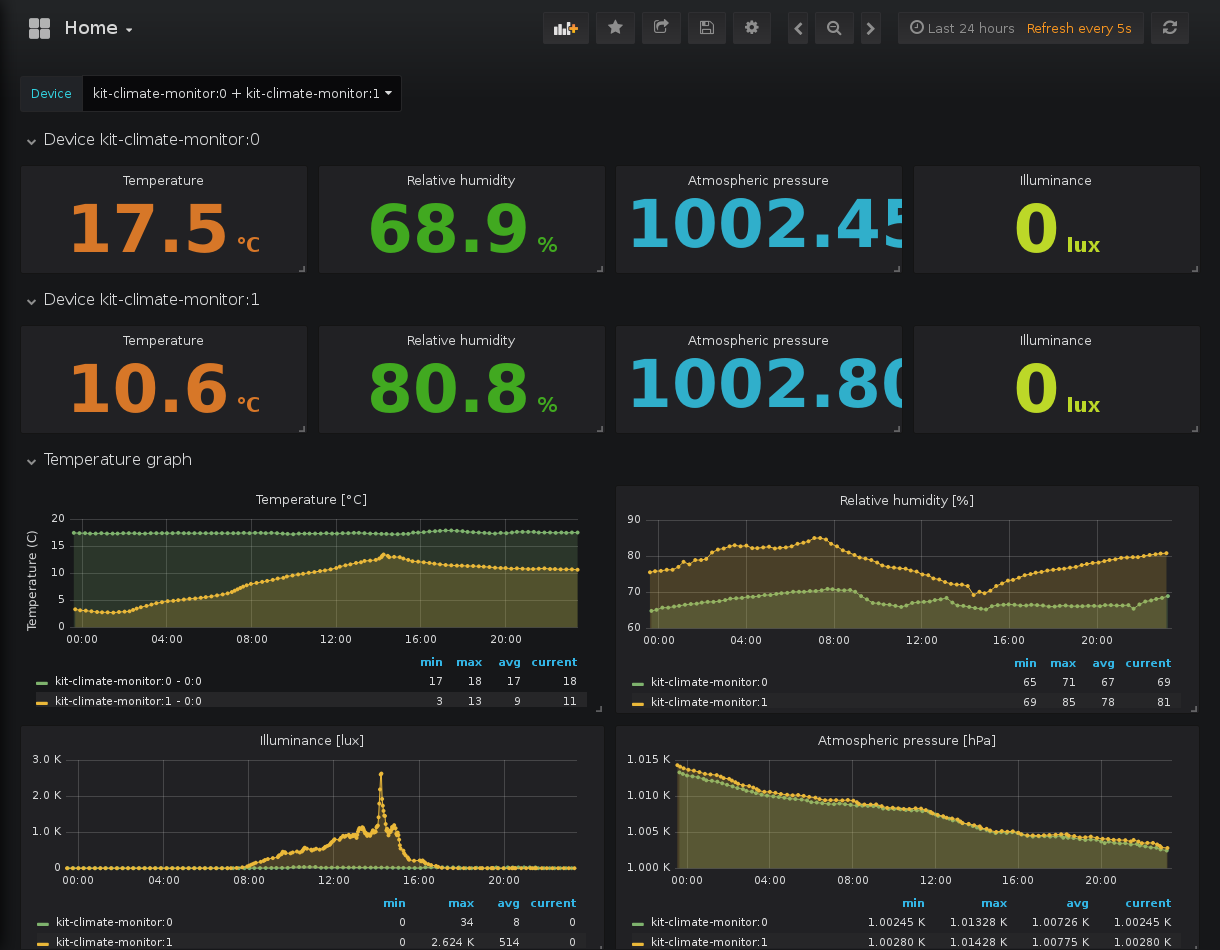 Home
Last 24 hours Refresh every 5s
Device kit-climate-monitor:0 + kit-climate-monitor:1
Device kit-climate-monitor:0
Temperature Relative humidity Atmospheric pressure Illuminance
17.5 °C 68.9 % 1002.45 0 lux
Device kit-climate-monitor:1
Temperature Relative humidity Atmospheric pressure Illuminance
10.6 °C 80.8 % 1002.80 0 lux
Temperature graph
Temperature [°C]
Temperature (C)
20
15
10
5
0
00:00 04:00 08:00 12:00 16:00 20:00
min max avg current
kit-climate-monitor:0 - 0:0 17 18 17 18
kit-climate-monitor:1 - 0:0 3 13 9 11
Relative humidity [%]
90
80
70
60
00:00 04:00 08:00 12:00 16:00 20:00
min max avg current
kit-climate-monitor:0 65 71 67 69
kit-climate-monitor:1 69 85 78 81
Illuminance [lux]
3.0 K
2.0 K
1.0 K
0
00:00 04:00 08:00 12:00 16:00 20:00
min max avg current
kit-climate-monitor:0 0 34 8 0
kit-climate-monitor:1 0 2.624 K 514 0
Atmospheric pressure [hPa]
1.015 K
1.010 K
1.005 K
1.000 K
00:00 04:00 08:00 12:00 16:00 20:00
min max avg current
kit-climate-monitor:0 1.00245 K 1.01328 K 1.00726 K 1.00245 K
kit-climate-monitor:1 1.00280 K 1.01428 K 1.00775 K 1.00280 K